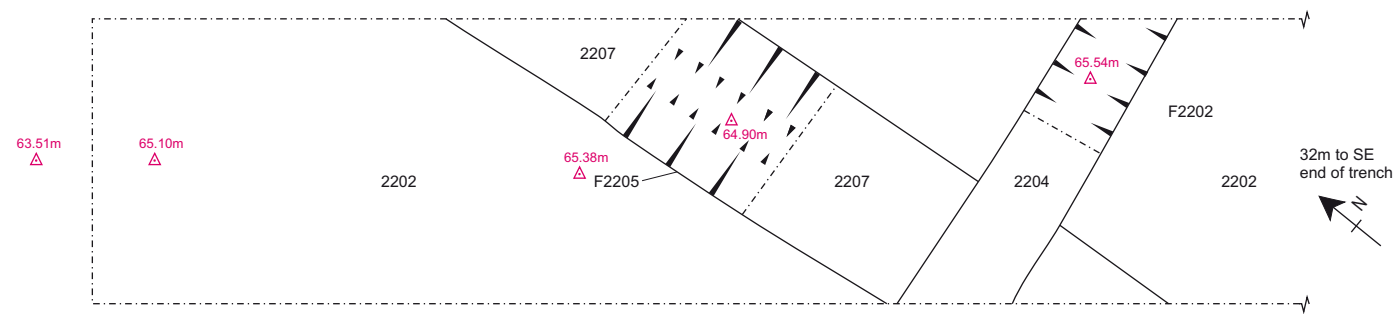 2207
65.54m
F2202
63.51m
65.10m
65.38m
64.90m
2202
F2205
2207
2204
2202
32m to SE
end of trench
N